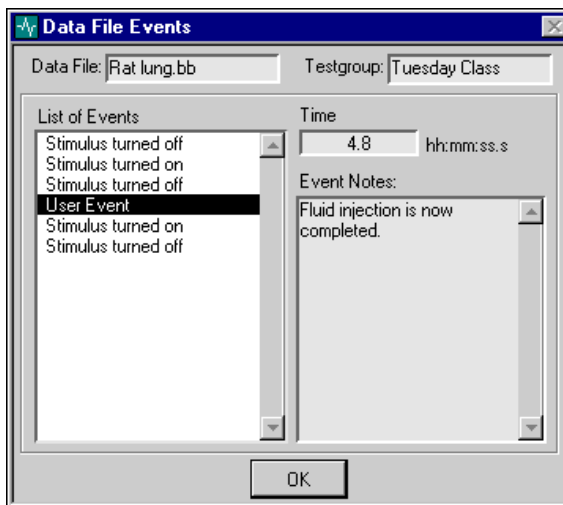 Data File Events
Data File: Rat lung.bb Testgroup: Tuesday Class
List of Events
Stimulus turned off
Stimulus turned on
Stimulus turned off
User Event
Stimulus turned on
Stimulus turned off
Time
4.8 hh:mm:ss.s
Event Notes:
Fluid injection is now
completed.
OK